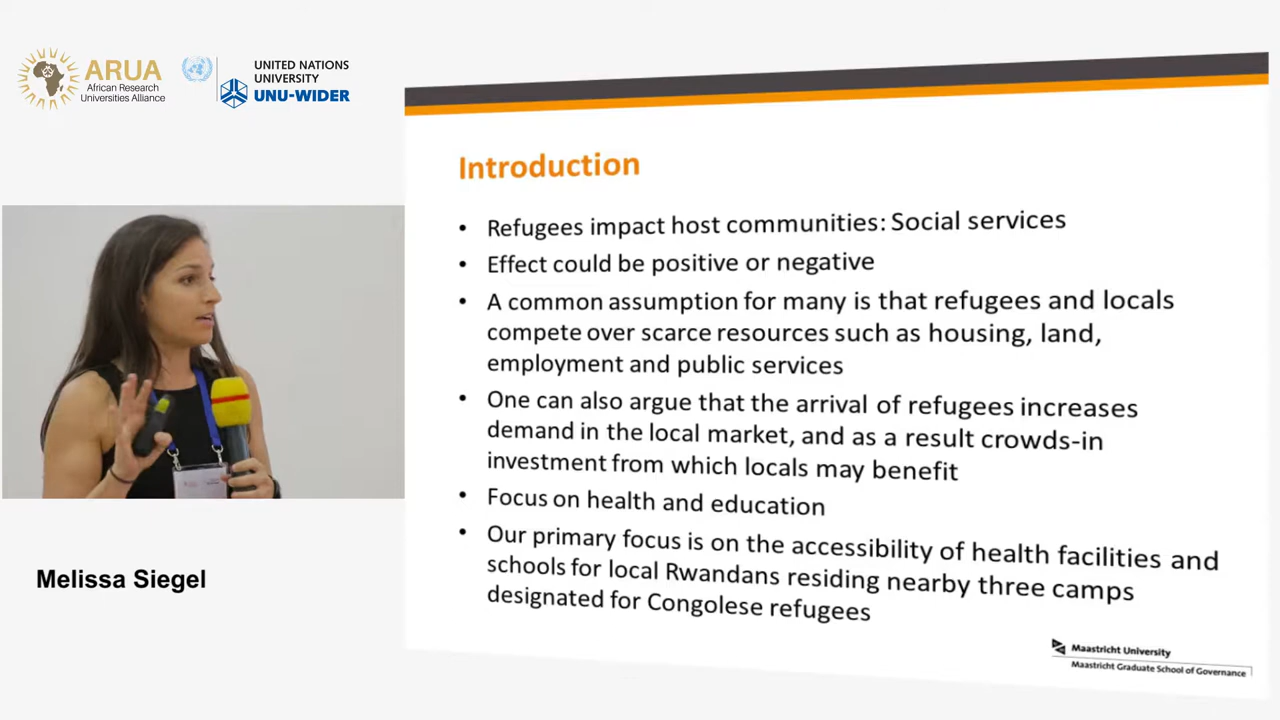 ARUA
African Research
Universities Alliance
UNITED NATIONS
UNIVERSITY
UNU-WIDER
Introduction
• Refugees impact host communities: Social services
• Effect could be positive or negative
• A common assumption for many is that refugees and locals
compete over scarce resources such as housing, land,
employment and public services
• One can also argue that the arrival of refugees increases
demand in the local market, and as a result crowds-in
investment from which locals may benefit
• Focus on health and education
• Our primary focus is on the accessibility of health facilities and
schools for local Rwandans residing nearby three camps
designated for Congolese refugees
Melissa Siegel
Maastricht University
Maastricht Graduate School of Governance